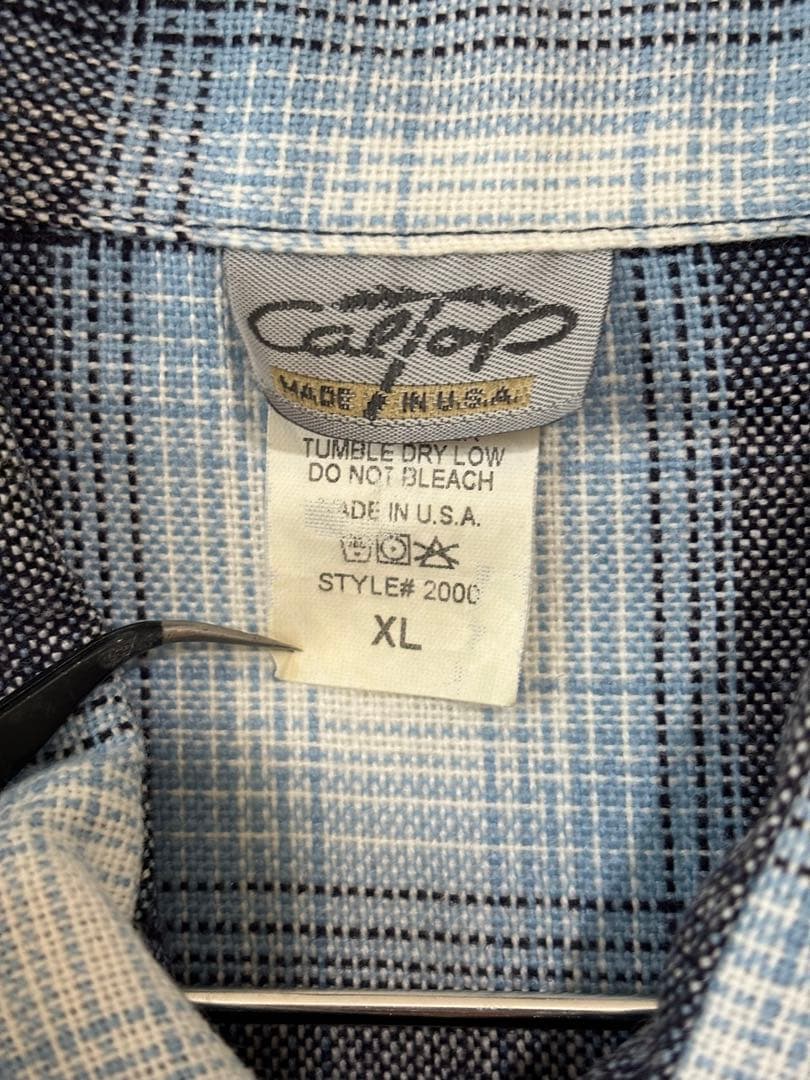 CalTop
MADE IN U.S.A.
TUMBLE DRY LOW
DO NOT BLEACH
MADE IN U.S.A.
STYLE# 2000
XL